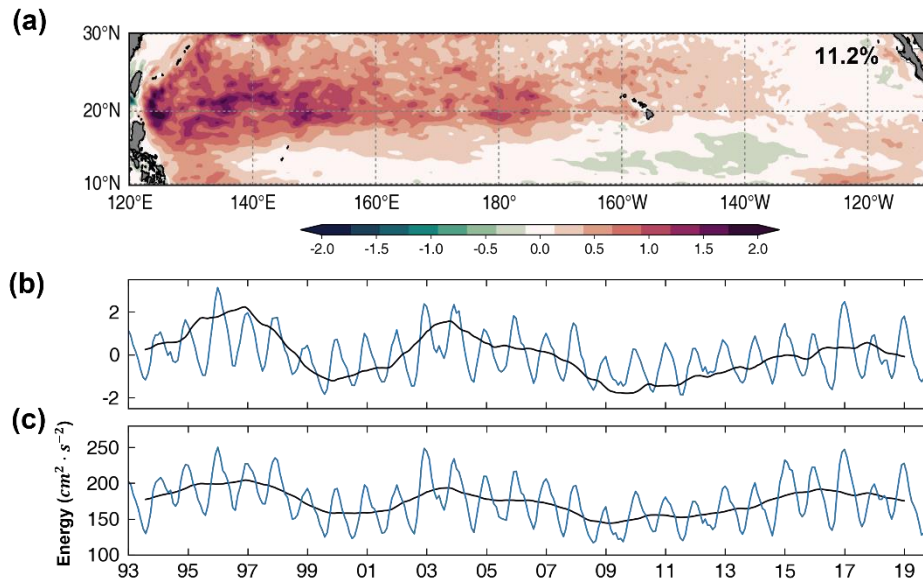 (a)
30°N
11.2%
20°N
10°N
120°E 140°E 160°E 180° 160°W 140°W 120°W
-2.0 -1.5 -1.0 -0.5 0.0 0.5 1.0 1.5 2.0
(b)
2
0
-2
(c)
Energy (cm² · s⁻²)
250
200
150
100
93 95 97 99 01 03 05 07 09 11 13 15 17 19